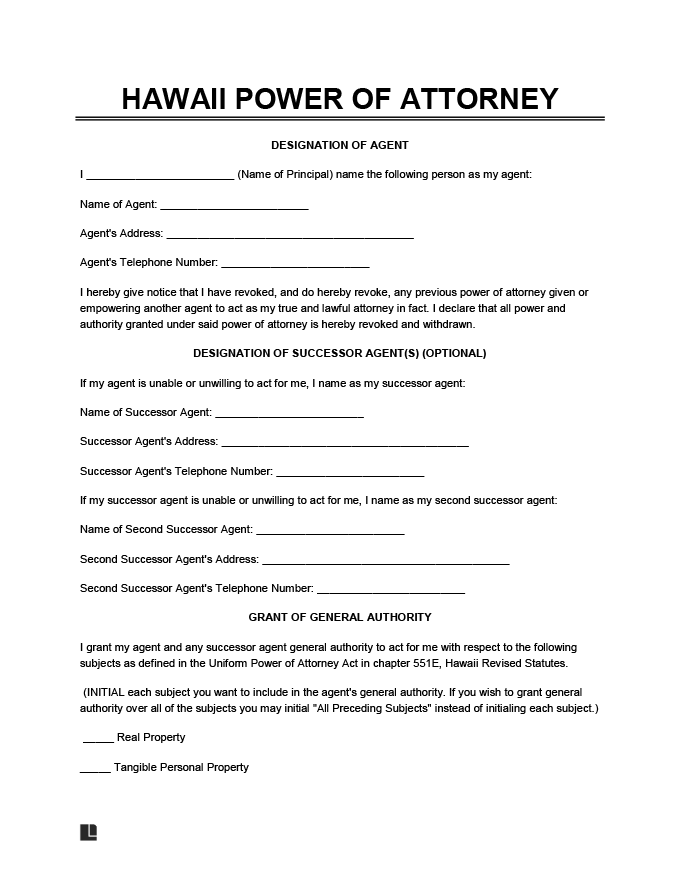 HAWAII POWER OF ATTORNEY
DESIGNATION OF AGENT
I ________________________ (Name of Principal) name the following person as my agent:
Name of Agent: ________________________
Agent's Address: ________________________________________
Agent's Telephone Number: ________________________
I hereby give notice that I have revoked, and do hereby revoke, any previous power of attorney given or
empowering another agent to act as my true and lawful attorney in fact. I declare that all power and
authority granted under said power of attorney is hereby revoked and withdrawn.
DESIGNATION OF SUCCESSOR AGENT(S) (OPTIONAL)
If my agent is unable or unwilling to act for me, I name as my successor agent:
Name of Successor Agent: ________________________
Successor Agent's Address: ________________________________________
Successor Agent's Telephone Number: ________________________
If my successor agent is unable or unwilling to act for me, I name as my second successor agent:
Name of Second Successor Agent: ________________________
Second Successor Agent's Address: ________________________________________
Second Successor Agent's Telephone Number: ________________________
GRANT OF GENERAL AUTHORITY
I grant my agent and any successor agent general authority to act for me with respect to the following
subjects as defined in the Uniform Power of Attorney Act in chapter 551E, Hawaii Revised Statutes.
(INITIAL each subject you want to include in the agent's general authority. If you wish to grant general
authority over all of the subjects you may initial "All Preceding Subjects" instead of initialing each subject.)
_____ Real Property
_____ Tangible Personal Property